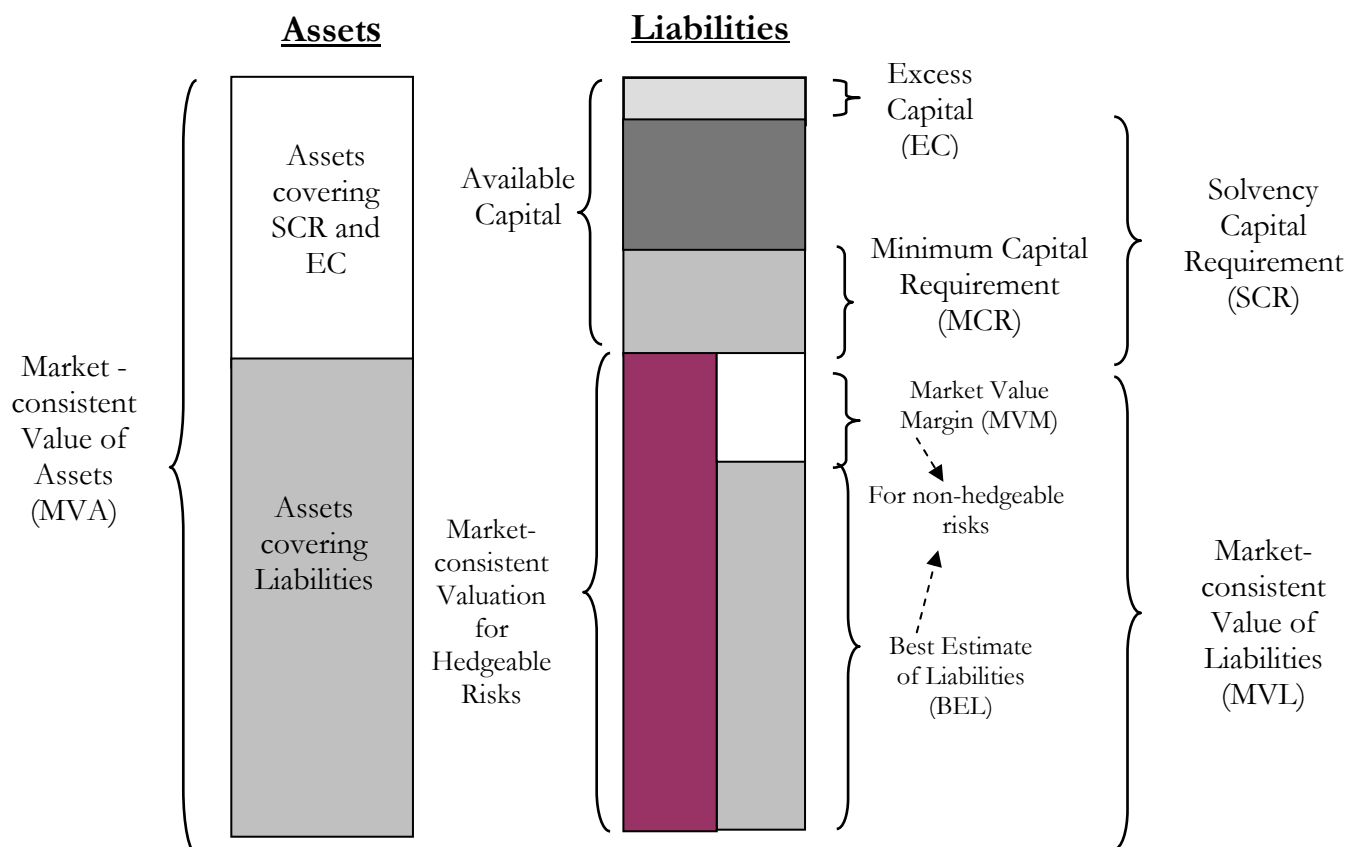 Assets
Liabilities
Assets
covering
SCR and
EC
Assets
covering
Liabilities
Market -
consistent
Value of
Assets
(MVA)
Available
Capital
Market-
consistent
Valuation
for
Hedgeable
Risks
Excess
Capital
(EC)
Minimum Capital
Requirement
(MCR)
Market Value
Margin (MVM)
For non-hedgeable
risks
Best Estimate
of Liabilities
(BEL)
Solvency
Capital
Requirement
(SCR)
Market-
consistent
Value of
Liabilities
(MVL)